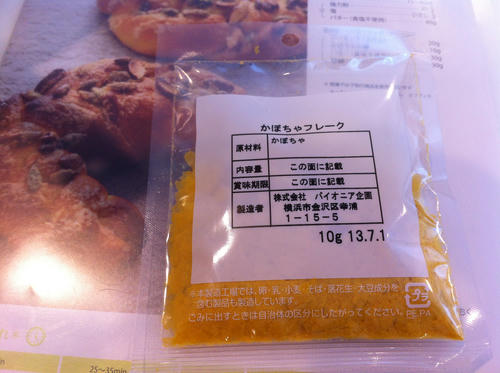 かぼちゃフレーク
原材料 かぼちゃ
内容量 この面に記載
賞味期限 この面に記載
製造者 株式会社 パイオニア企画
横浜市金沢区幸浦
1-15-5
10g 13.7.1
※本製造工場では、卵・乳・小麦・そば・落花生・大豆成分を
含む製品も製造しています。
ごみに出すときは自治体の区分にしたがってください。
プラ
PE,PA
25〜35min